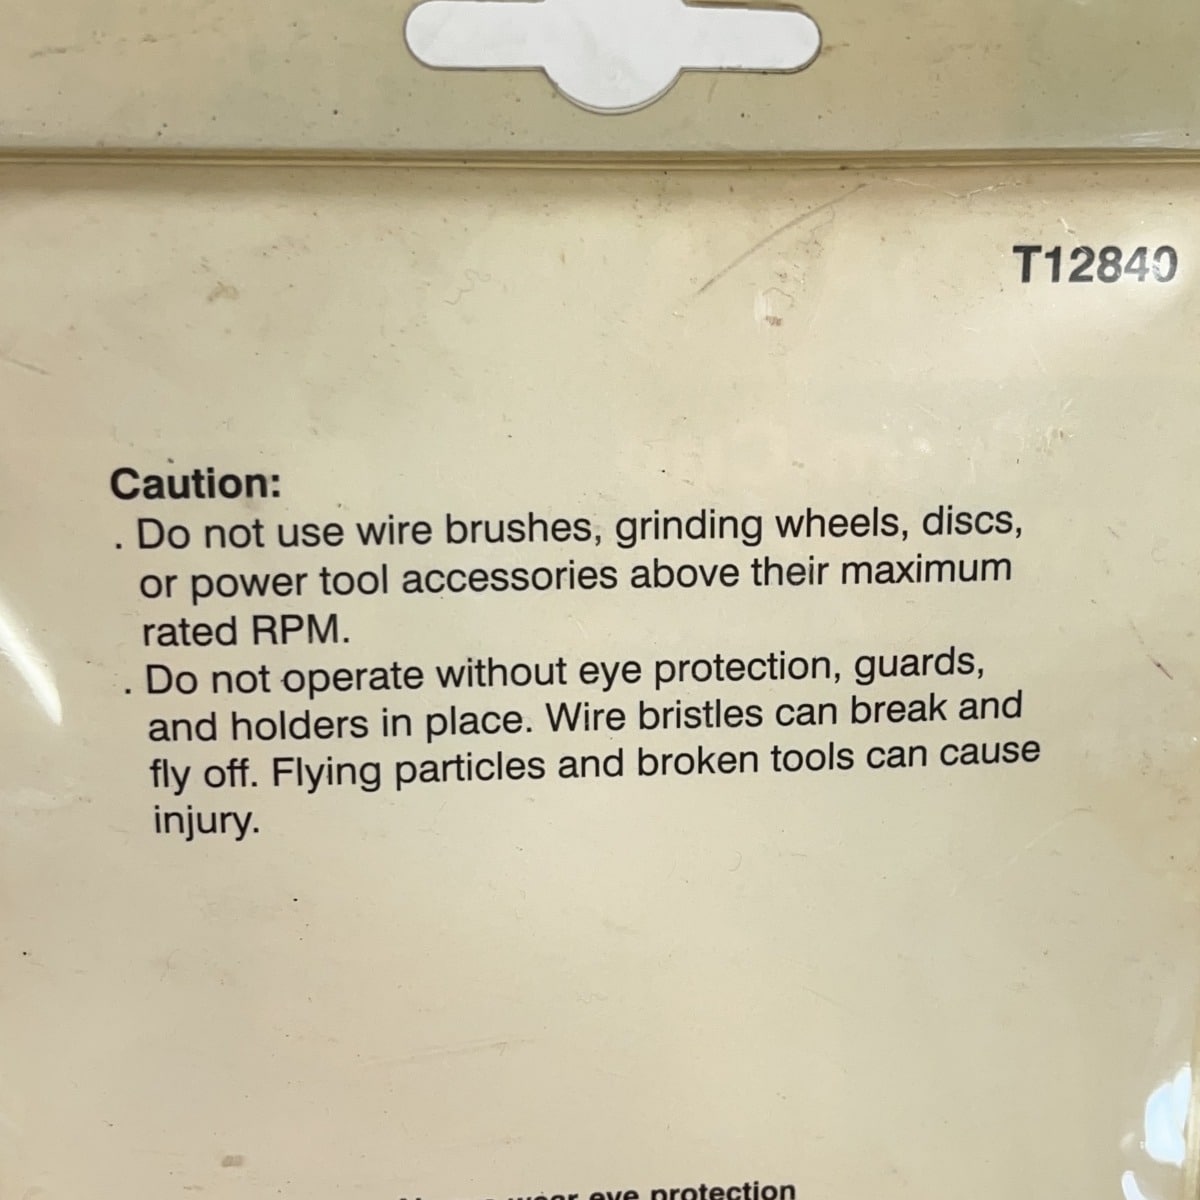 T12840
Caution:
. Do not use wire brushes, grinding wheels, discs,
or power tool accessories above their maximum
rated RPM.
. Do not operate without eye protection, guards,
and holders in place. Wire bristles can break and
fly off. Flying particles and broken tools can cause
injury.
wear eye protection